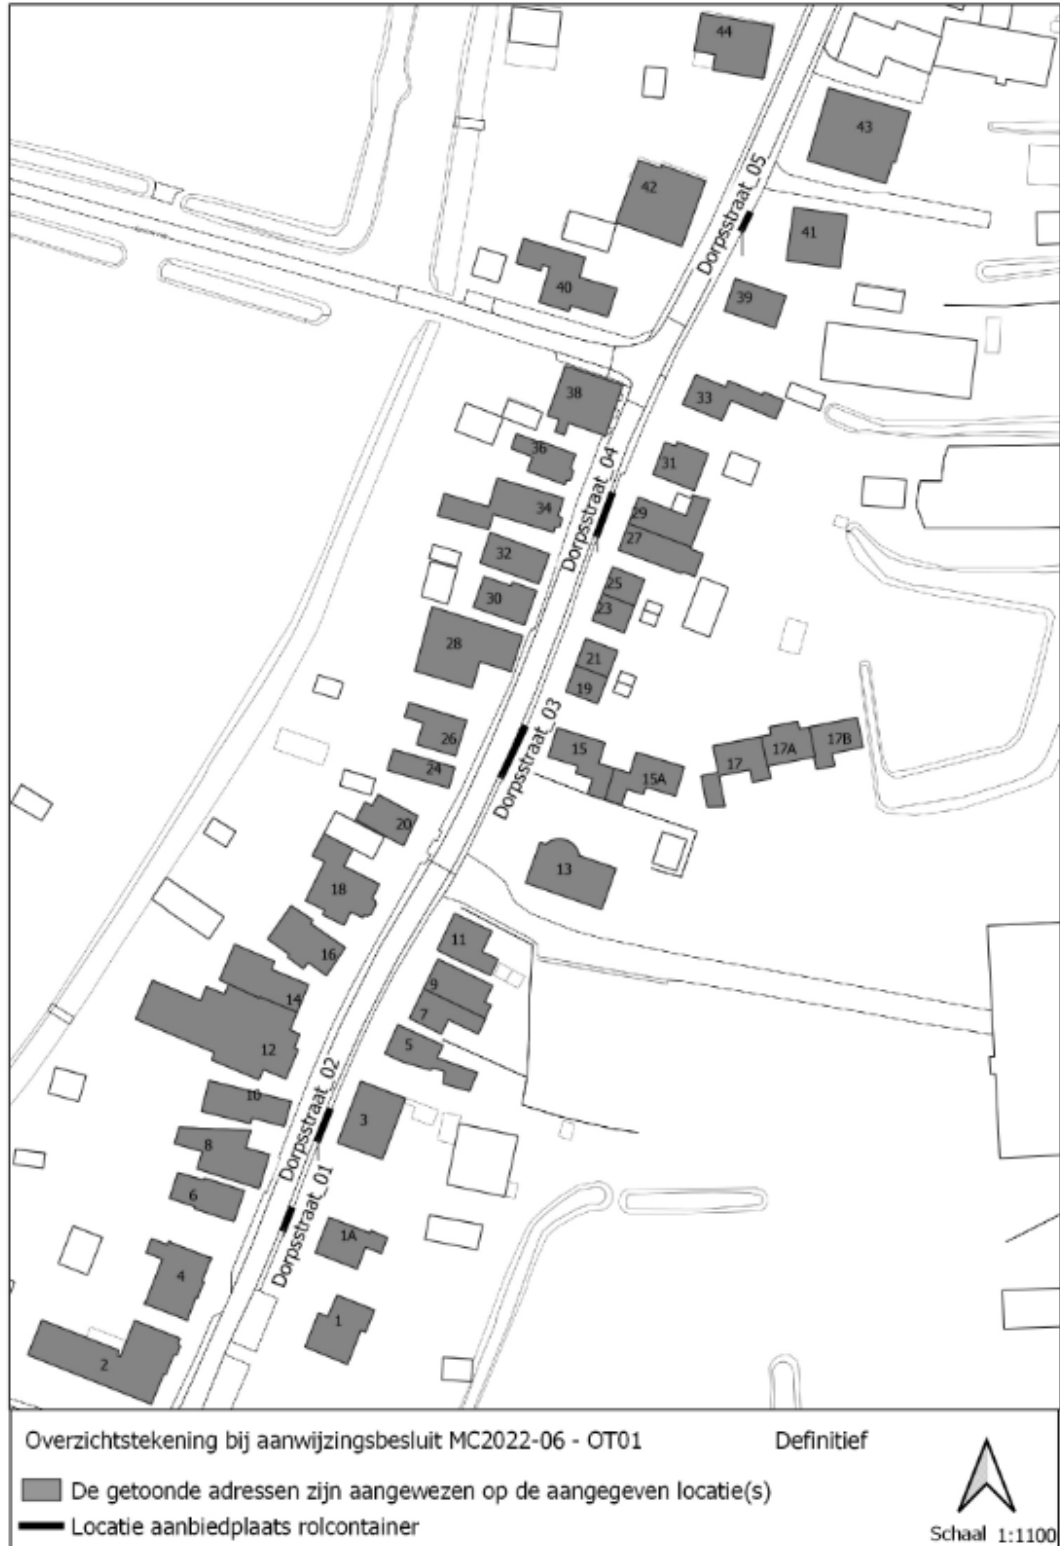 44
43
42
Dorpsstraat_05
41
40
39
38
33
36
31
Dorpsstraat_04
34
29
27
32
25
30
23
28
21
19
Dorpsstraat_03
26
15
17B
17A
17
24
15A
20
13
18
11
16
9
14
7
5
12
10
Dorpsstraat_02
3
8
6
Dorpsstraat_01
1A
4
1
2
Overzichtstekening bij aanwijzingsbesluit MC2022-06 - OT01
Definitief
De getoonde adressen zijn aangewezen op de aangegeven locatie(s)
Locatie aanbiedplaats rolcontainer
Schaal 1:1100